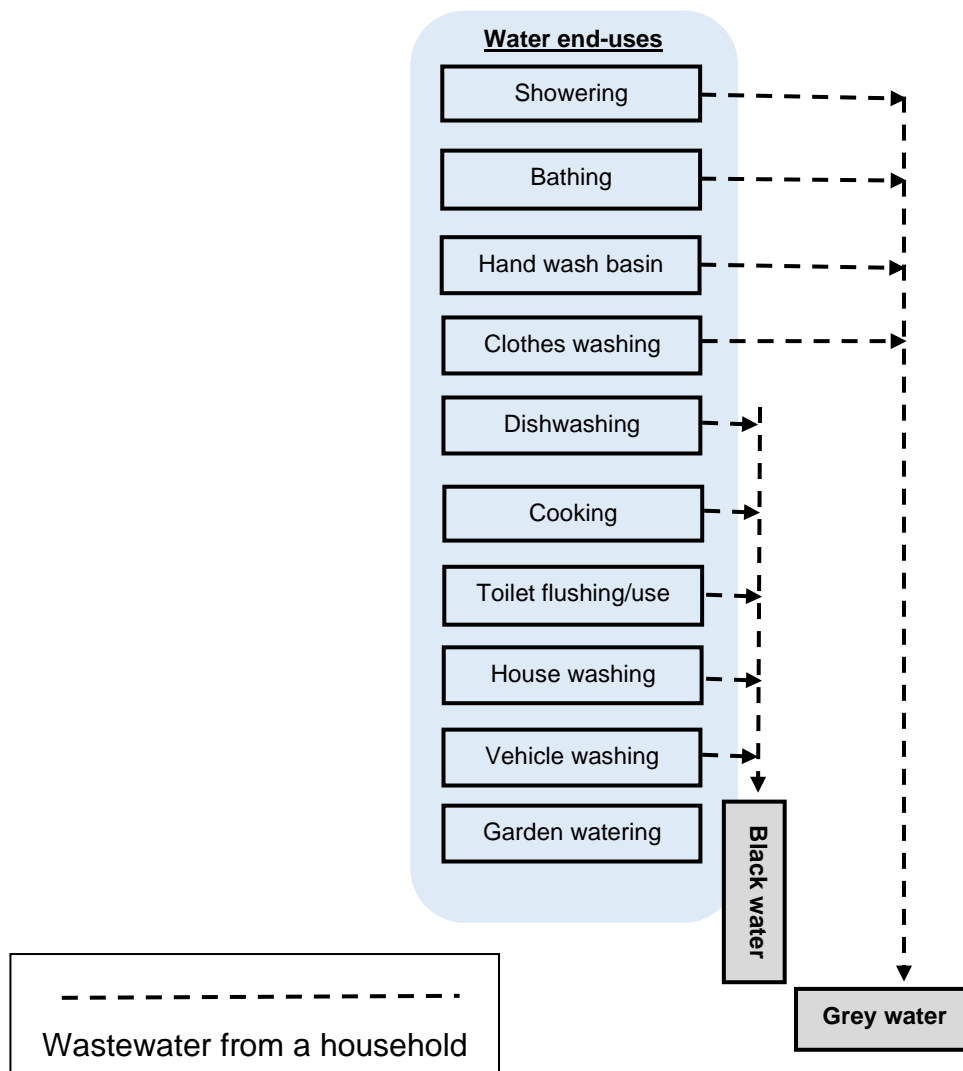 Water end-uses
Showering
Bathing
Hand wash basin
Clothes washing
Dishwashing
Cooking
Toilet flushing/use
House washing
Vehicle washing
Garden watering
Black water
Grey water
Wastewater from a household